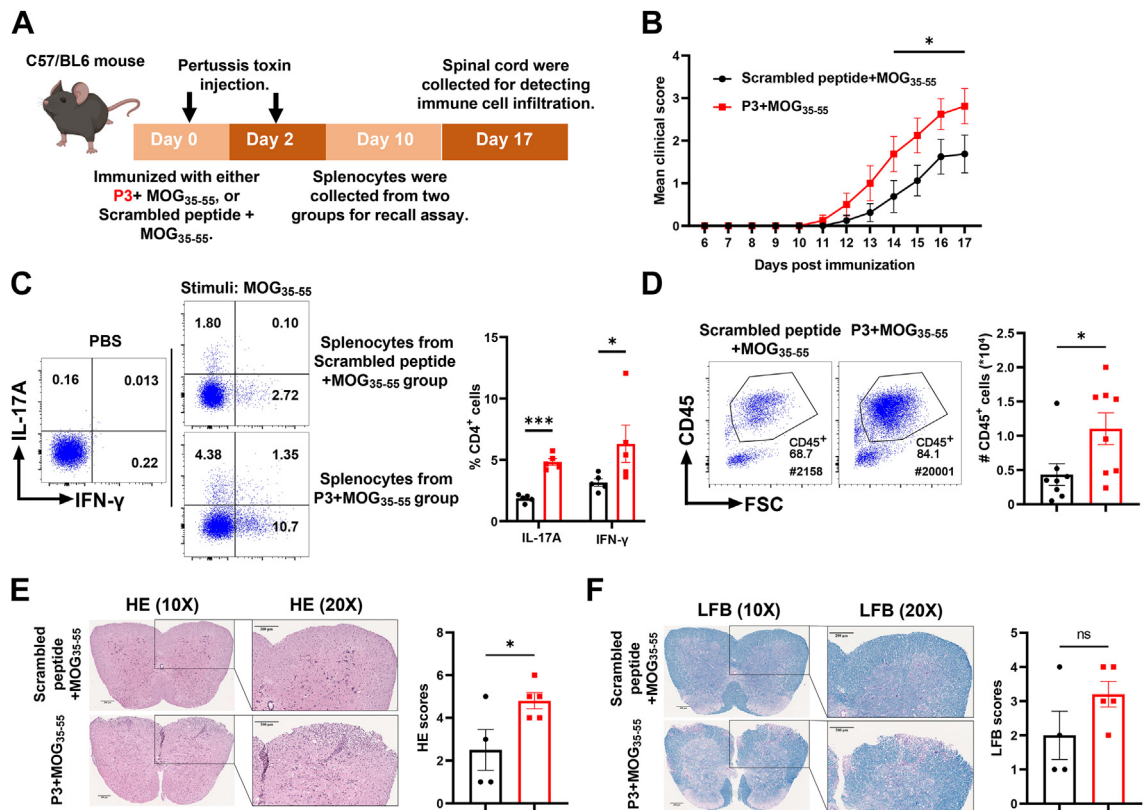 A
C57/BL6 mouse
Pertussis toxin
injection.
Spinal cord were
collected for detecting
immune cell infiltration.
Day 0
Day 2
Day 10
Day 17
Immunized with either
P3+ MOG35-55, or
Scrambled peptide +
MOG35-55.
Splenocytes were
collected from two
groups for recall assay.
B
*
Scrambled peptide+MOG35-55
P3+MOG35-55
Mean clinical score
4
3
2
1
0
6 7 8 9 10 11 12 13 14 15 16 17
Days post immunization
C
Stimuli: MOG35-55
PBS
0.16
0.013
0.22
IL-17A
IFN-γ
1.80
0.10
2.72
Splenocytes from
Scrambled peptide
+MOG35-55 group
4.38
1.35
10.7
Splenocytes from
P3+MOG35-55 group
% CD4+ cells
15
10
5
0
***
*
IL-17A
IFN-γ
D
Scrambled peptide
+MOG35-55
P3+MOG35-55
CD45
FSC
CD45+
68.7
#2158
CD45+
84.1
#20001
# CD45+ cells (*10⁴)
2.5
2.0
1.5
1.0
0.5
0.0
*
E
HE (10X)
HE (20X)
Scrambled
peptide
+MOG35-55
P3+MOG35-55
HE scores
8
6
4
2
0
*
F
LFB (10X)
LFB (20X)
Scrambled
peptide
+MOG35-55
P3+MOG35-55
LFB scores
5
4
3
2
1
0
ns